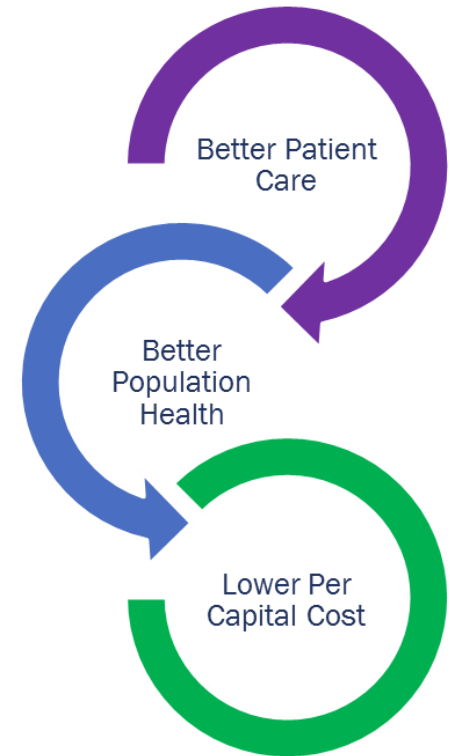 Better Patient
Care
Better
Population
Health
Lower Per
Capital Cost